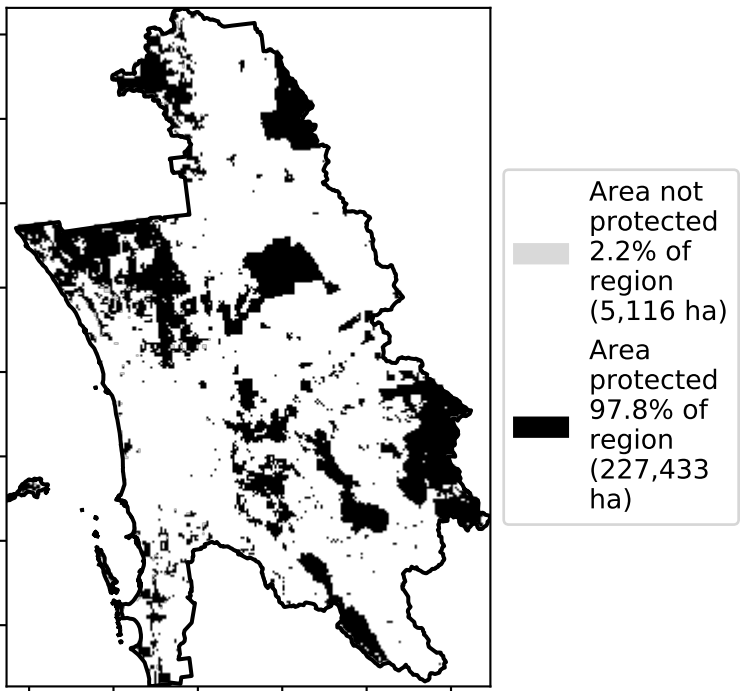 Area not
protected
2.2% of
region
(5,116 ha)
Area
protected
97.8% of
region
(227,433
ha)